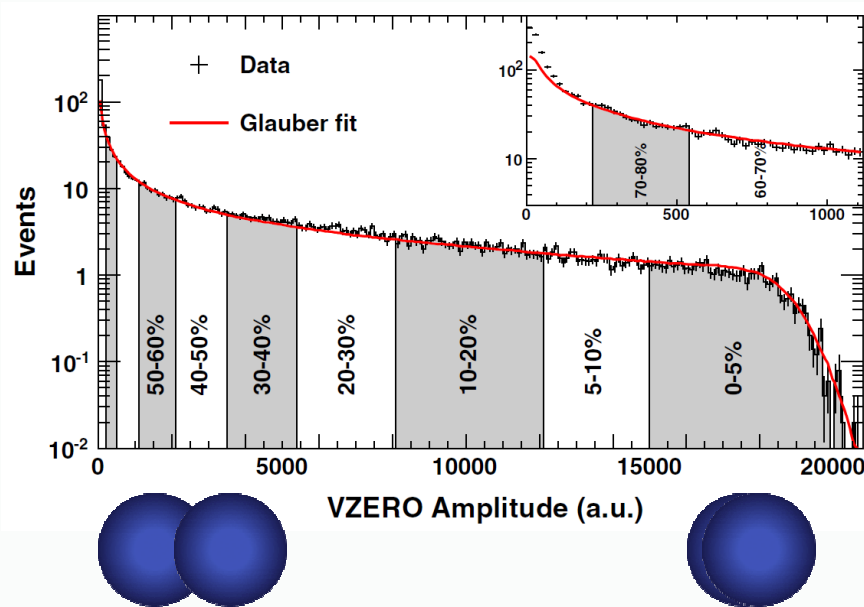 Data
Glauber fit
Events
10²
10
1
10⁻¹
10⁻²
50-60%
40-50%
30-40%
20-30%
10-20%
5-10%
0-5%
0 5000 10000 15000 20000
VZERO Amplitude (a.u.)
10²
10
70-80%
60-70%
0 500 1000